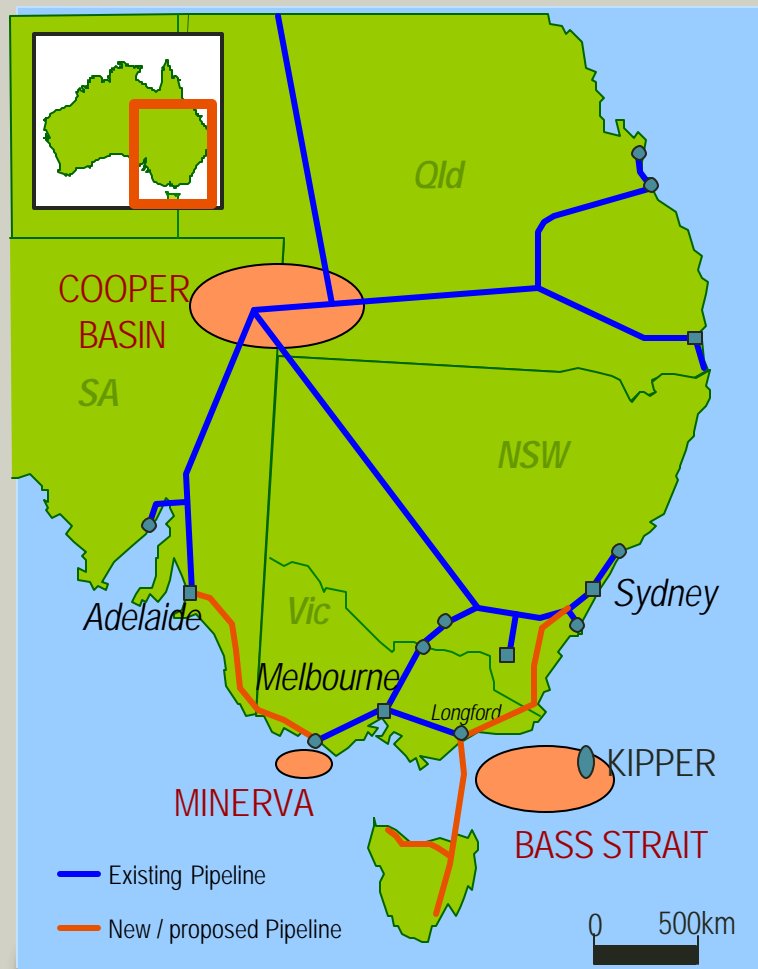 Qld
COOPER
BASIN
SA
NSW
Sydney
Adelaide
Vic
Melbourne
Longford
KIPPER
MINERVA
BASS STRAIT
Existing Pipeline
New / proposed Pipeline
0 500km